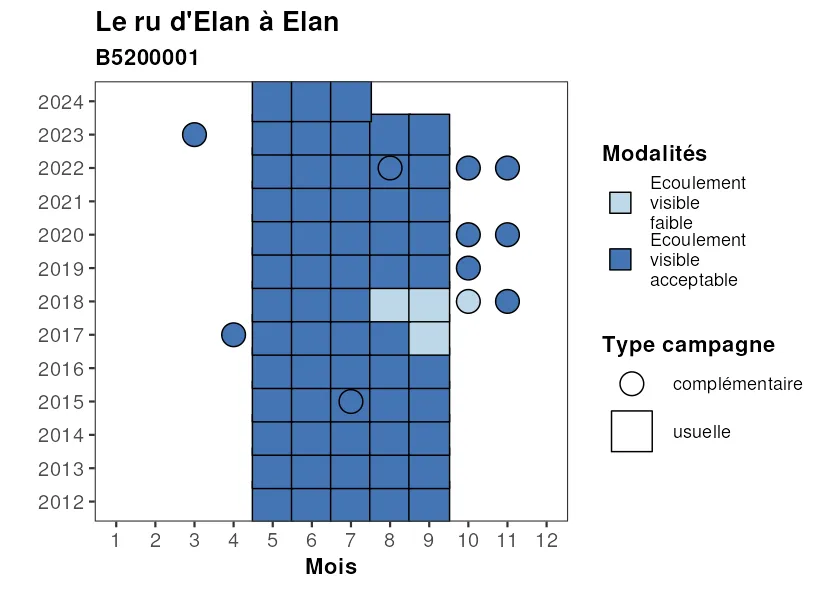 Le ru d'Elan à Elan
B5200001
2024
2023
2022
2021
2020
2019
2018
2017
2016
2015
2014
2013
2012
1 2 3 4 5 6 7 8 9 10 11 12
Mois
Modalités
Ecoulement
visible
faible
Ecoulement
visible
acceptable
Type campagne
complémentaire
usuelle